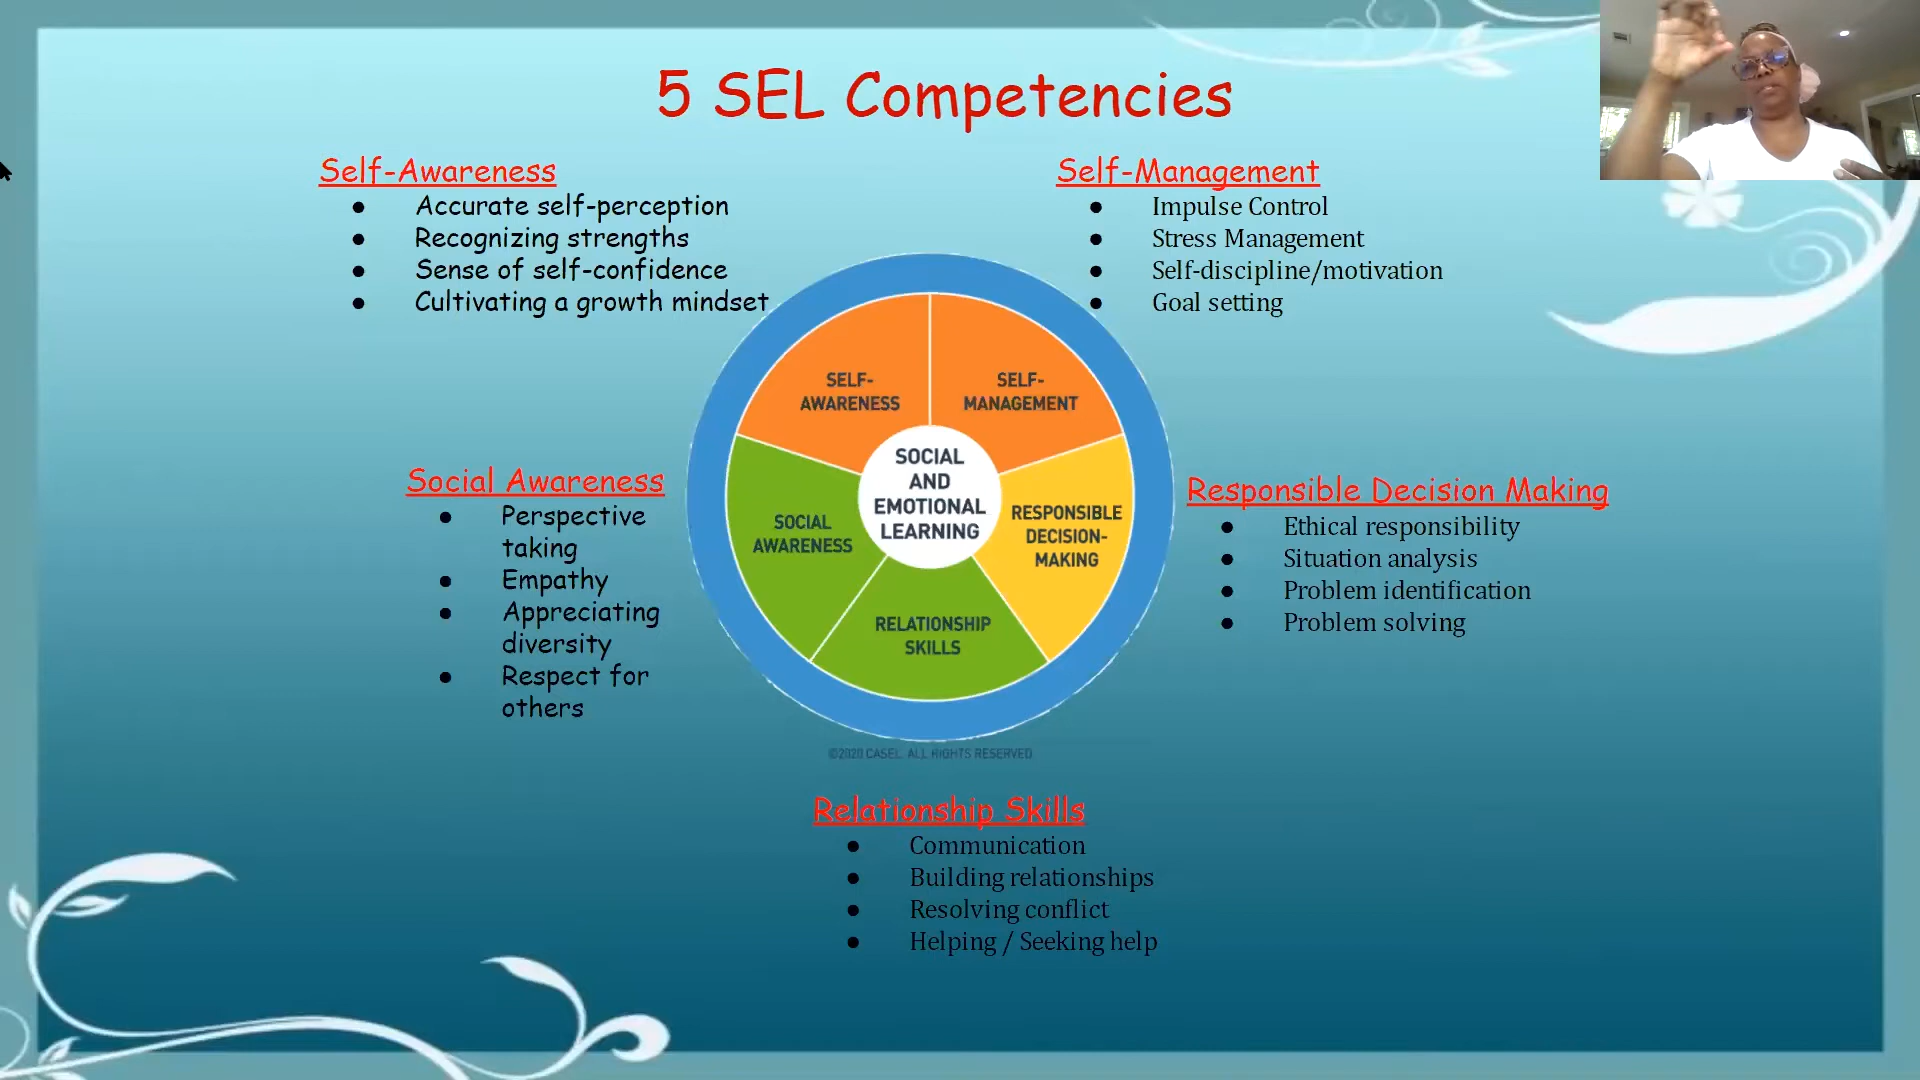 5 SEL Competencies
Self-Awareness
● Accurate self-perception
● Recognizing strengths
● Sense of self-confidence
● Cultivating a growth mindset
Self-Management
● Impulse Control
● Stress Management
● Self-discipline/motivation
● Goal setting
SELF-
AWARENESS
SELF-
MANAGEMENT
SOCIAL
AND
EMOTIONAL
LEARNING
SOCIAL
AWARENESS
RESPONSIBLE
DECISION-
MAKING
RELATIONSHIP
SKILLS
©2020 CASEL. ALL RIGHTS RESERVED
Social Awareness
● Perspective
taking
● Empathy
● Appreciating
diversity
● Respect for
others
Responsible Decision Making
● Ethical responsibility
● Situation analysis
● Problem identification
● Problem solving
Relationship Skills
● Communication
● Building relationships
● Resolving conflict
● Helping / Seeking help